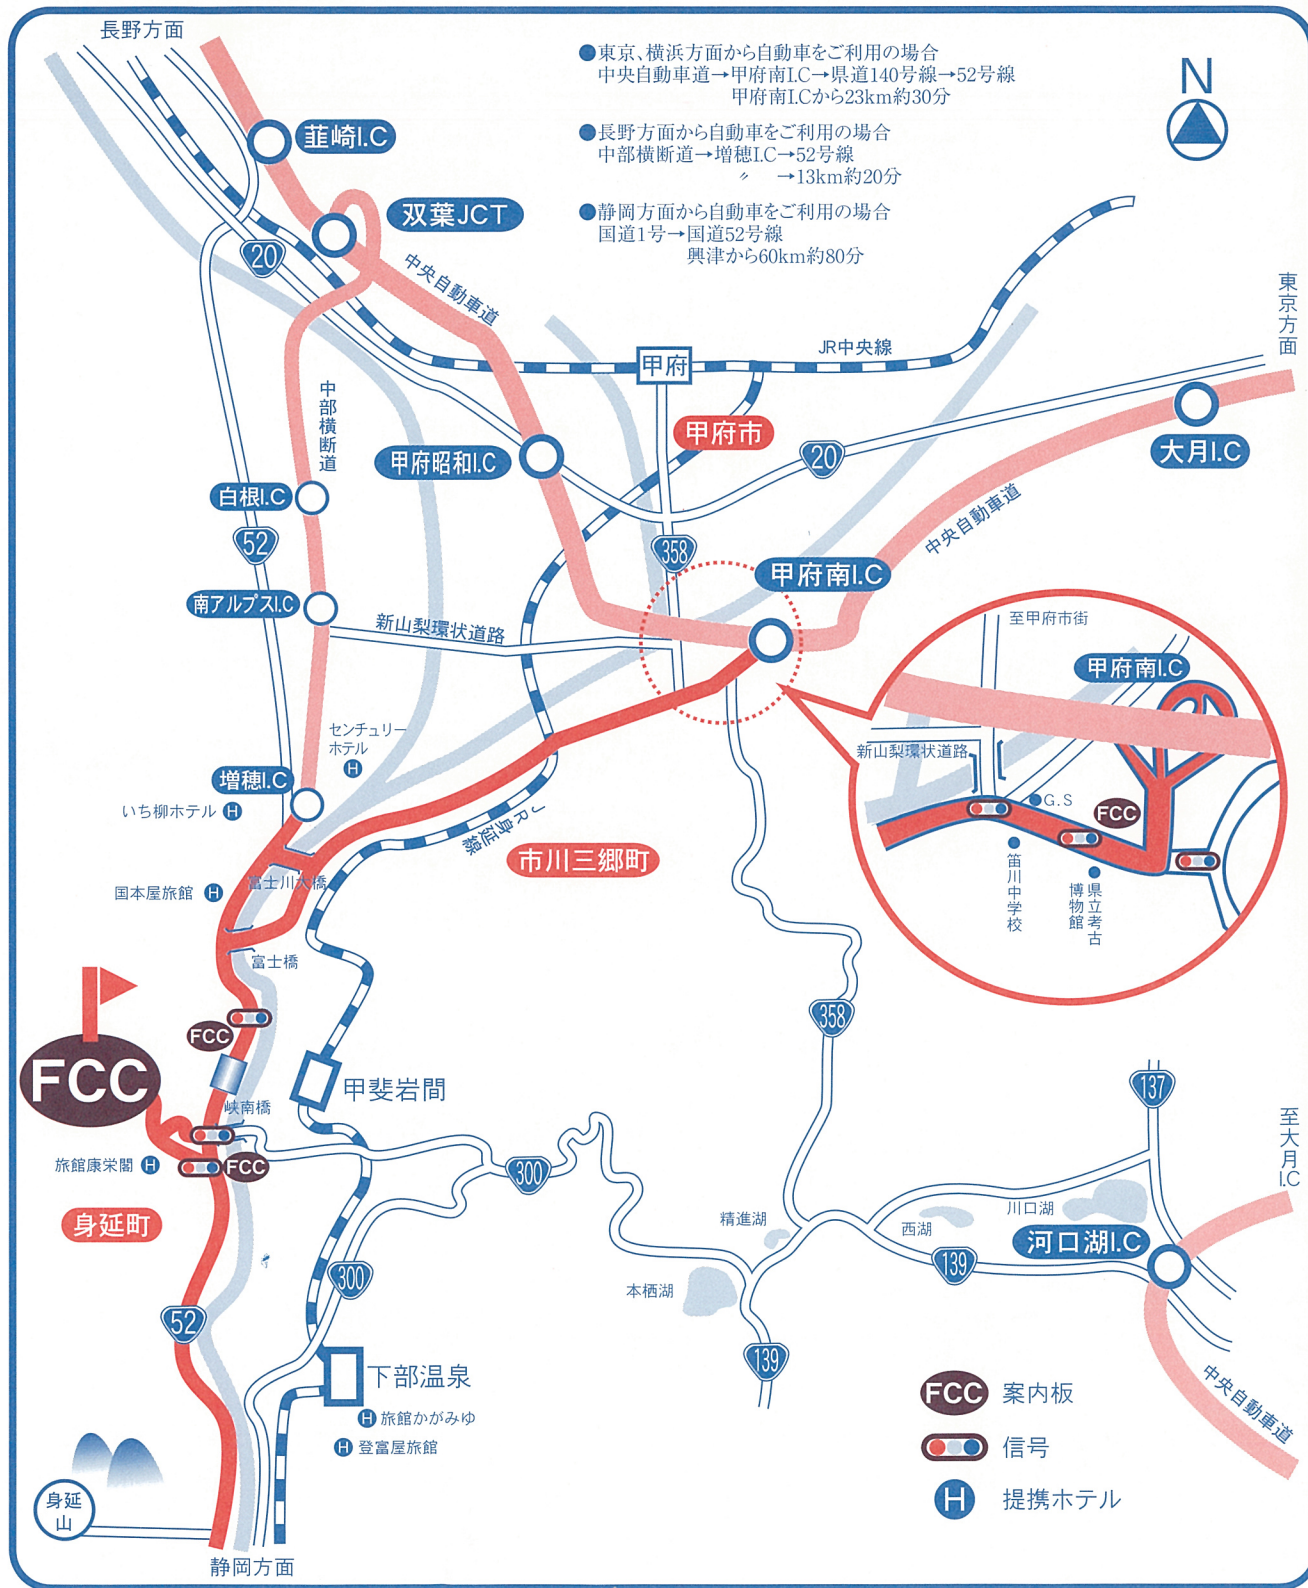 長野方面
●東京、横浜方面から自動車をご利用の場合
中央自動車道→甲府南I.C→県道140号線→52号線
甲府南I.Cから23km約30分
●長野方面から自動車をご利用の場合
中部横断道→増穂I.C→52号線
〃 →13km約20分
●静岡方面から自動車をご利用の場合
国道1号→国道52号線
興津から60km約80分
N
韮崎I.C
双葉JCT
20
中央自動車道
東京方面
JR中央線
甲府
中部横断道
甲府市
甲府昭和I.C
20
大月I.C
白根I.C
52
358
中央自動車道
甲府南I.C
南アルプスI.C
新山梨環状道路
至甲府市街
甲府南I.C
新山梨環状道路
G.S
FCC
笛川中学校
県立考古
博物館
センチュリー
ホテル
H
増穂I.C
いち柳ホテル H
JR身延線
市川三郷町
富士川大橋
国本屋旅館 H
富士橋
FCC
FCC
358
甲斐岩間
峡南橋
137
至大月I.C
旅館康栄閣 H
FCC
300
身延町
精進湖
西湖
川口湖
河口湖I.C
139
300
本栖湖
52
139
下部温泉
H 旅館かがみゆ
H 登富屋旅館
中央自動車道
FCC 案内板
信号
H 提携ホテル
身延
山
静岡方面